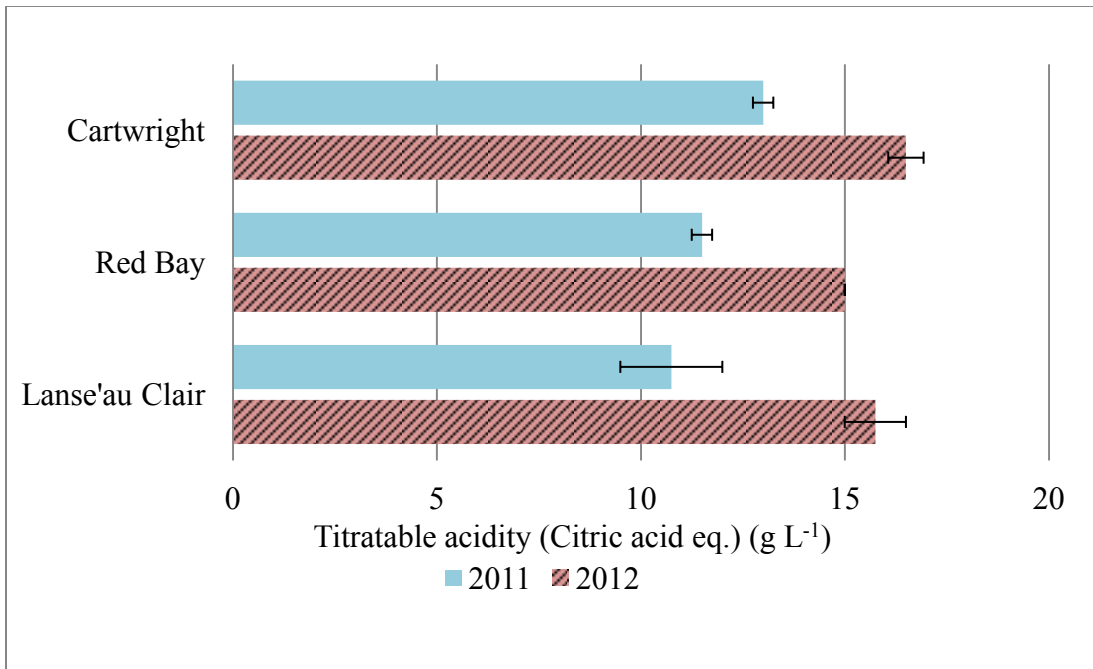 Cartwright
Red Bay
Lanse'au Clair
0 5 10 15 20
Titratable acidity (Citric acid eq.) (g L⁻¹)
2011 2012